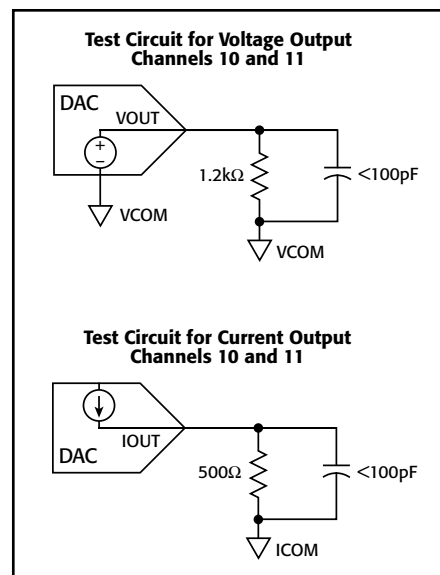 Test Circuit for Voltage Output
Channels 10 and 11
DAC
VOUT
+
−
1.2kΩ
<100pF
VCOM
VCOM
Test Circuit for Current Output
Channels 10 and 11
IOUT
DAC
500Ω
<100pF
ICOM